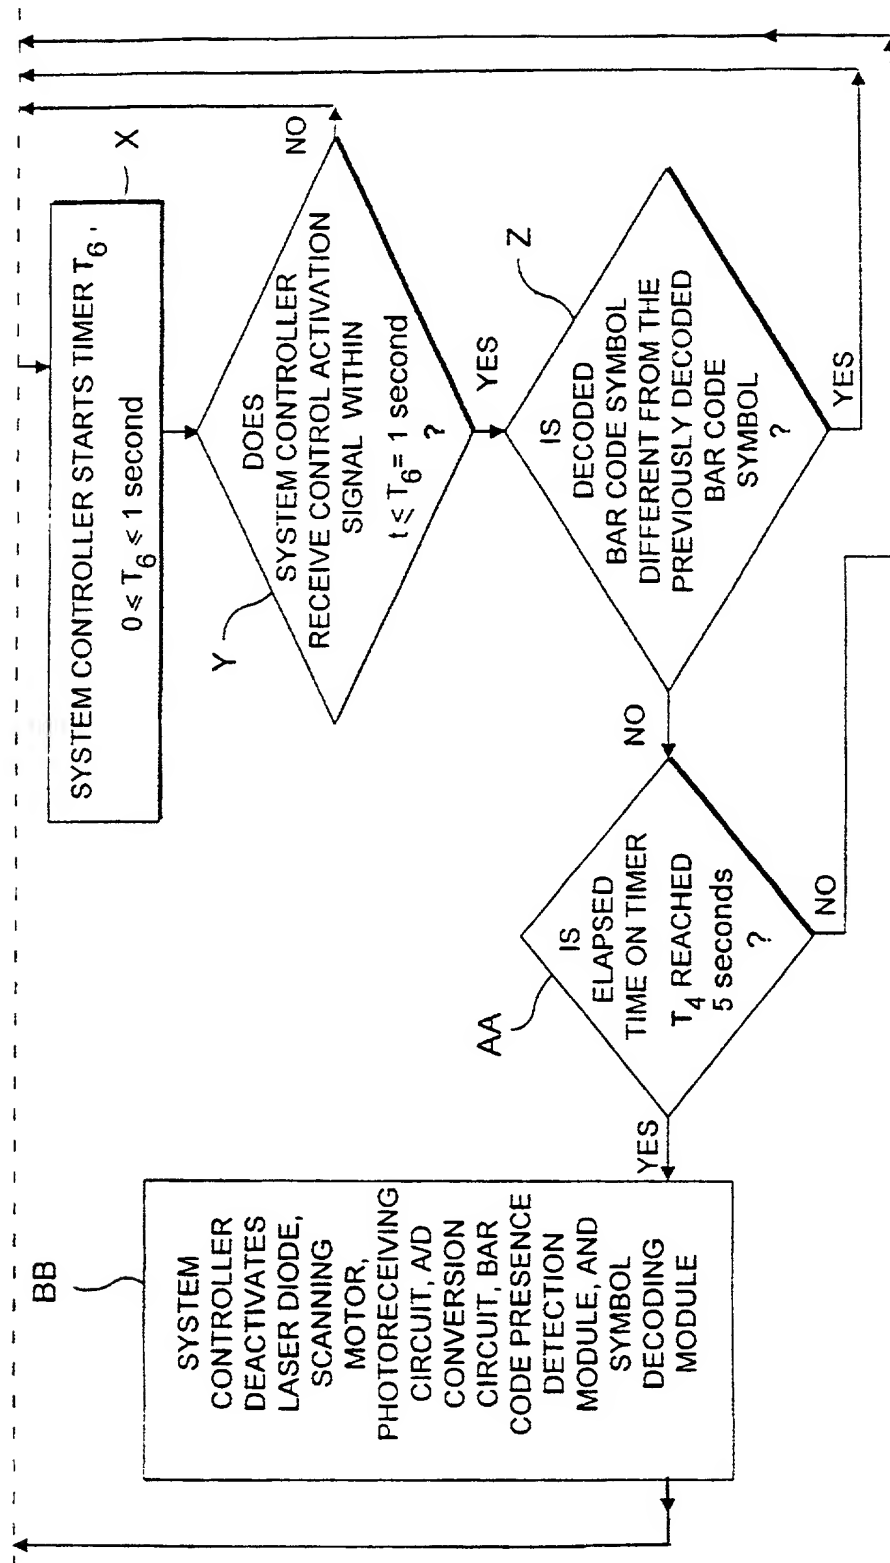 X
SYSTEM CONTROLLER STARTS TIMER T6,
0 ≤ T6 ≤ 1 second
Y
DOES
SYSTEM CONTROLLER
RECEIVE CONTROL ACTIVATION
SIGNAL WITHIN
t ≤ T6 = 1 second
?
NO
YES
Z
IS
DECODED
BAR CODE SYMBOL
DIFFERENT FROM THE
PREVIOUSLY DECODED
BAR CODE
SYMBOL
?
YES
NO
AA
IS
ELAPSED
TIME ON TIMER
T4 REACHED
5 seconds
?
NO
YES
BB
SYSTEM
CONTROLLER
DEACTIVATES
LASER DIODE,
SCANNING
MOTOR,
PHOTORECEIVING
CIRCUIT, A/D
CONVERSION
CIRCUIT, BAR
CODE PRESENCE
DETECTION
MODULE, AND
SYMBOL
DECODING
MODULE